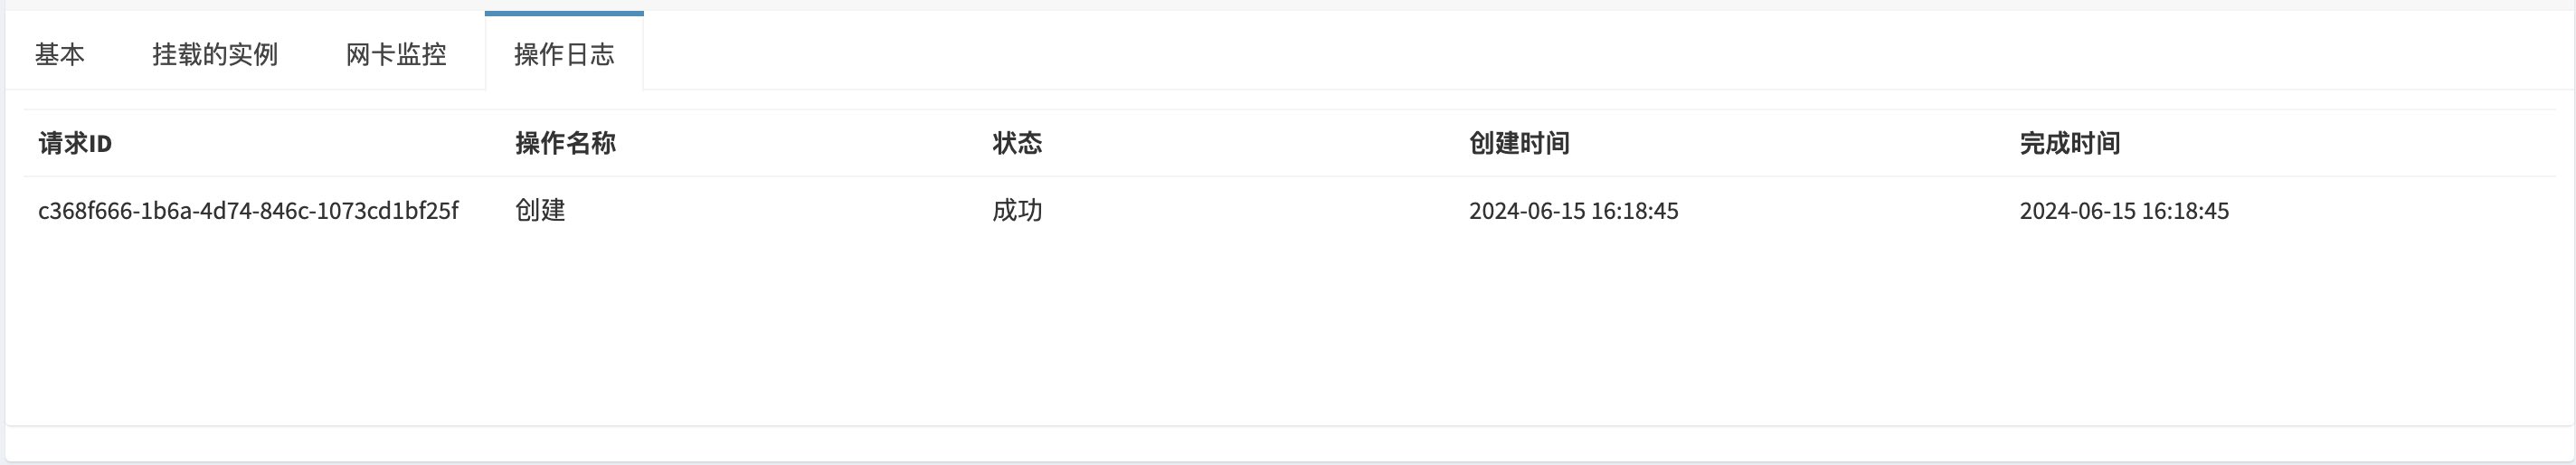 基本 挂载的实例 网卡监控 操作日志
请求ID 操作名称 状态 创建时间 完成时间
c368f666-1b6a-4d74-846c-1073cd1bf25f 创建 成功 2024-06-15 16:18:45 2024-06-15 16:18:45